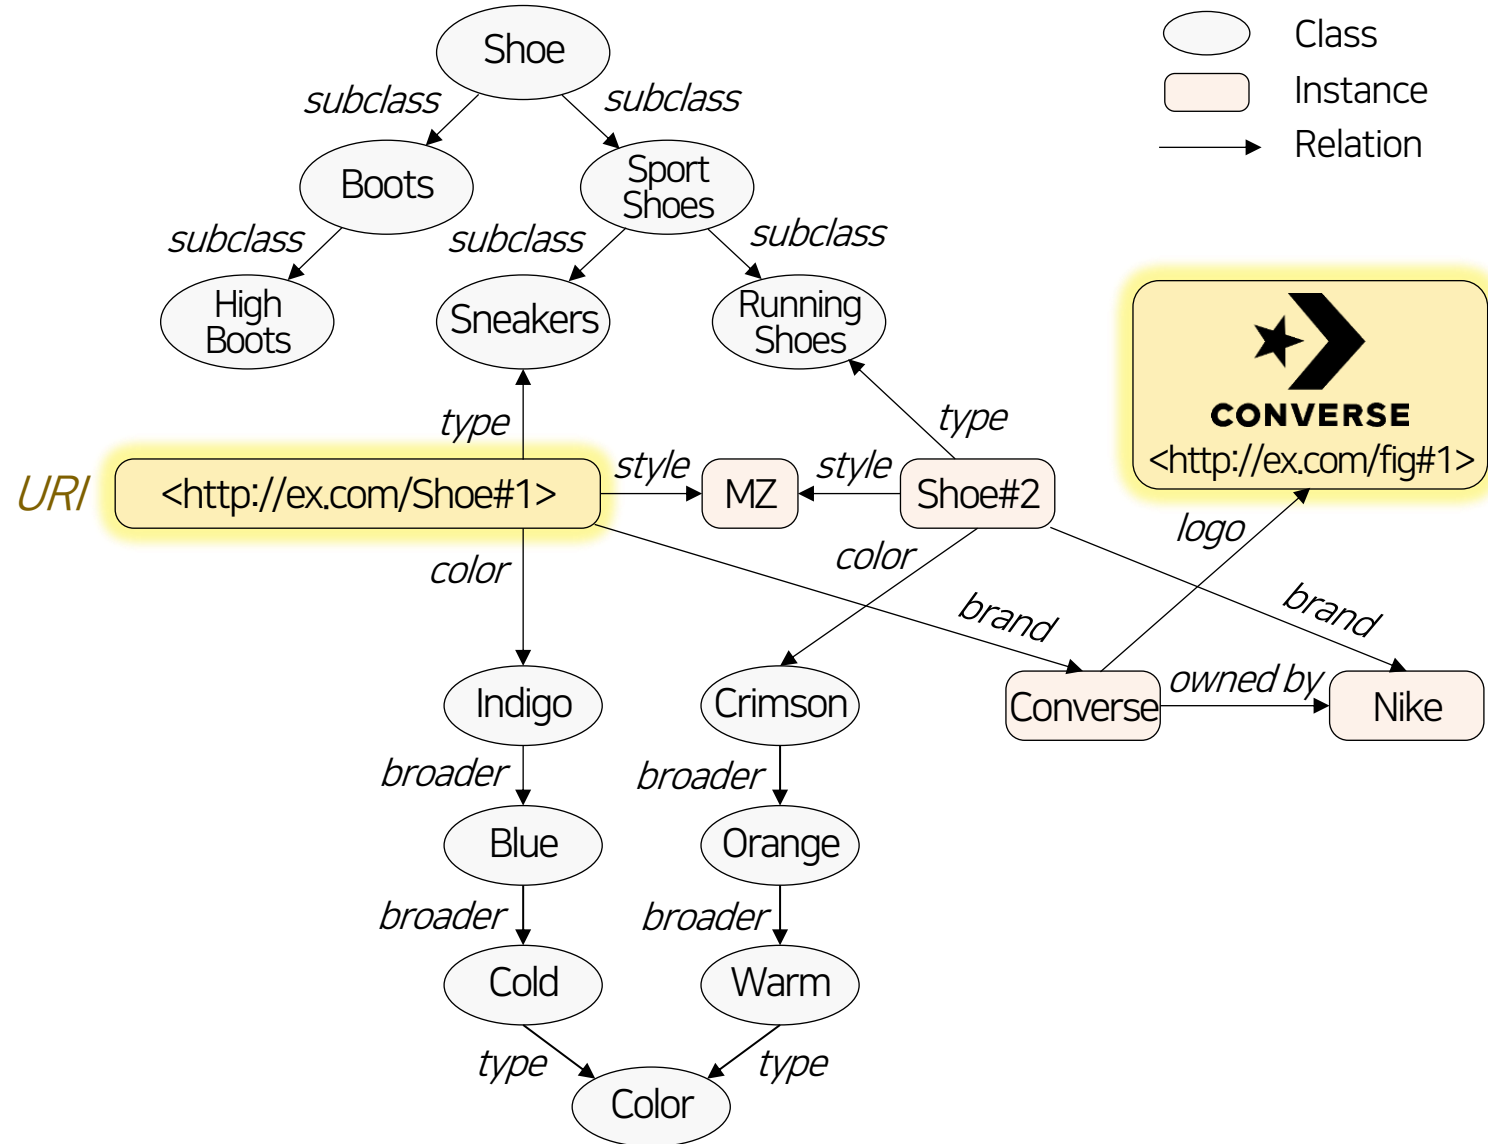 Shoe
Class
subclass
subclass
Instance
Relation
Boots
Sport
Shoes
subclass
subclass
subclass
High
Boots
Sneakers
Running
Shoes
CONVERSE
<http://ex.com/fig#1>
type
type
URI
<http://ex.com/Shoe#1>
style
MZ
style
Shoe#2
logo
color
color
brand
brand
Indigo
Crimson
Converse
owned by
Nike
broader
broader
Blue
Orange
broader
broader
Cold
Warm
type
type
Color